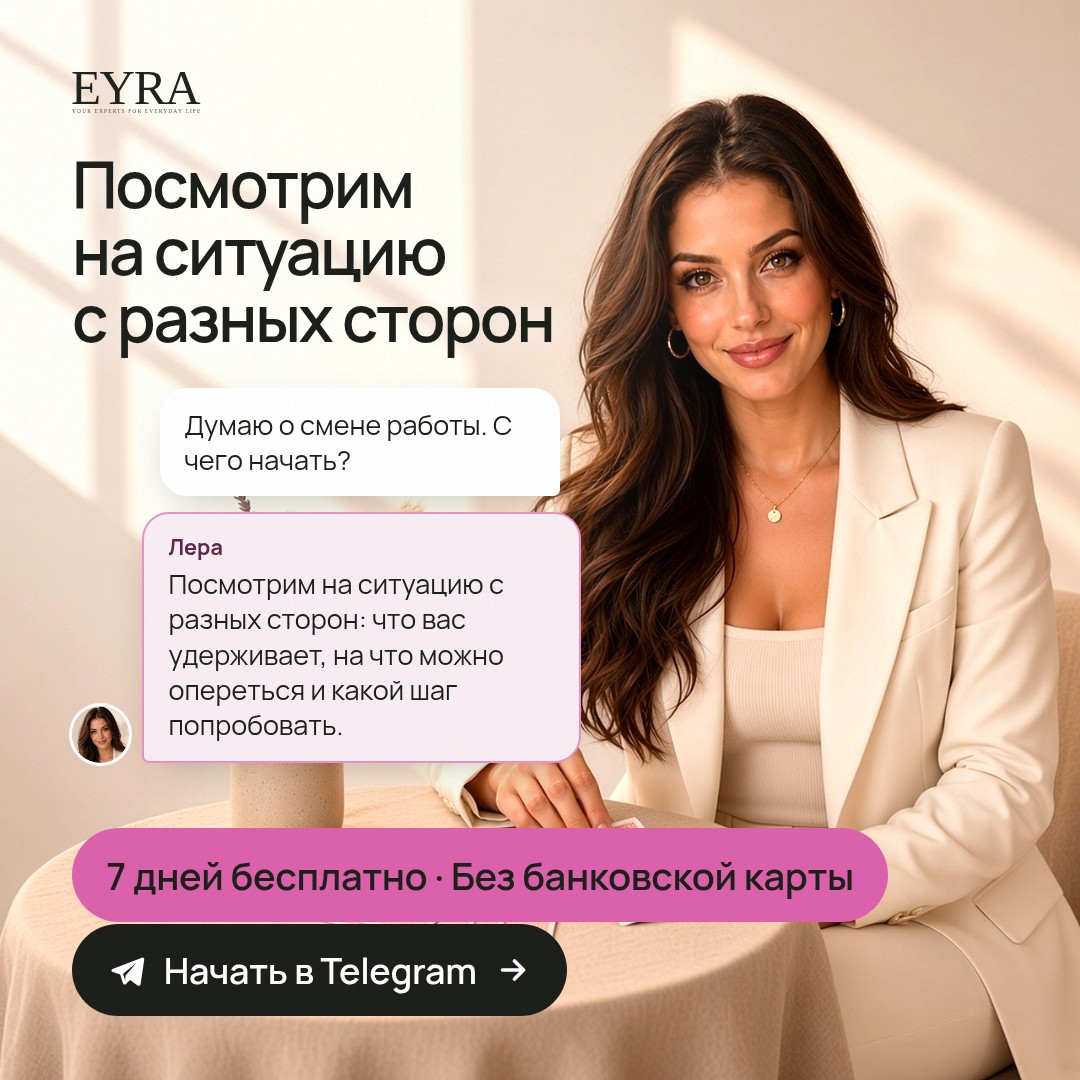 EYRA
YOUR EXPERTS FOR EVERYDAY LIFE
Посмотрим
на ситуацию
с разных сторон
Думаю о смене работы. С
чего начать?
Лера
Посмотрим на ситуацию с
разных сторон: что вас
удерживает, на что можно
опереться и какой шаг
попробовать.
7 дней бесплатно · Без банковской карты
Начать в Telegram →